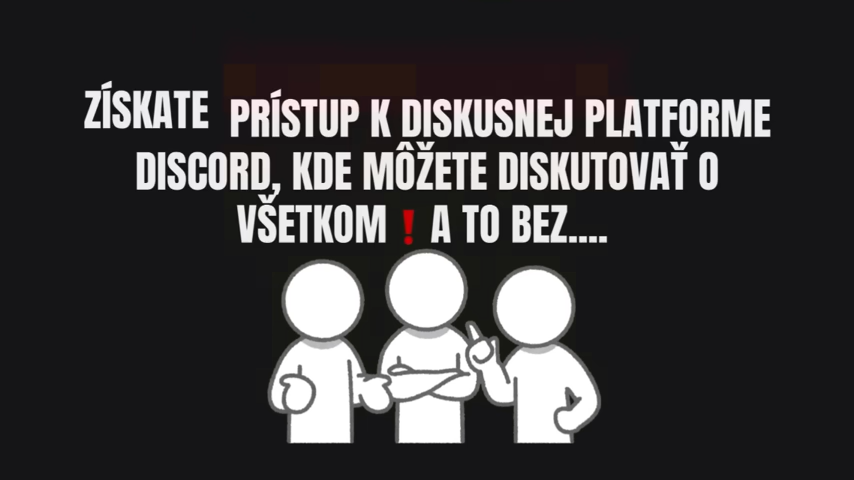 ZÍSKATE PRÍSTUP K DISKUSNEJ PLATFORME
DISCORD, KDE MÔŽETE DISKUTOVAŤ O
VŠETKOM❗A TO BEZ....